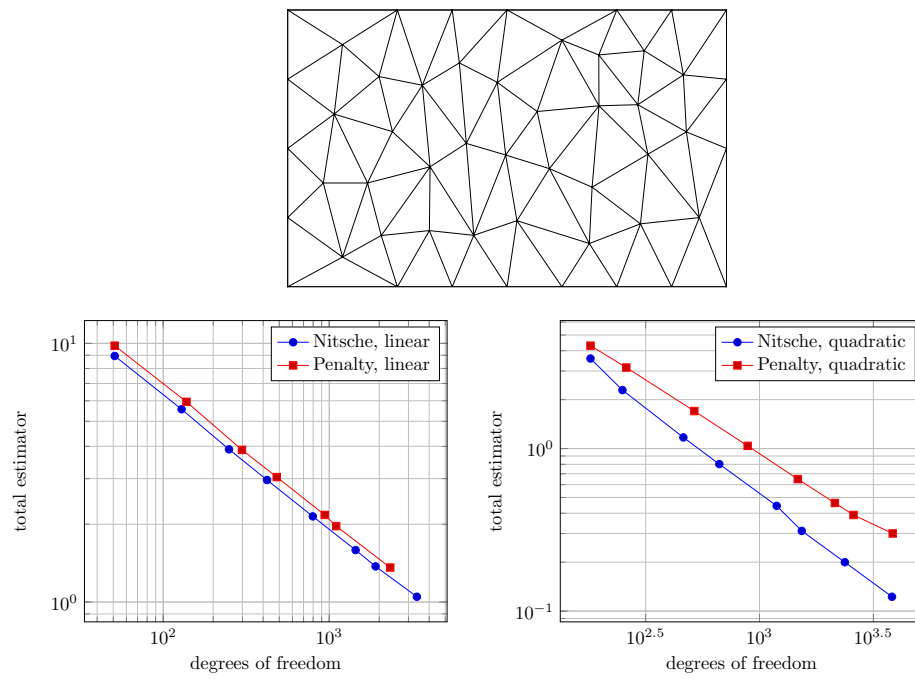 10^1
10^0
10^2
10^3
total estimator
degrees of freedom
Nitsche, linear
Penalty, linear
10^0
10^{-1}
10^{2.5}
10^3
10^{3.5}
total estimator
degrees of freedom
Nitsche, quadratic
Penalty, quadratic